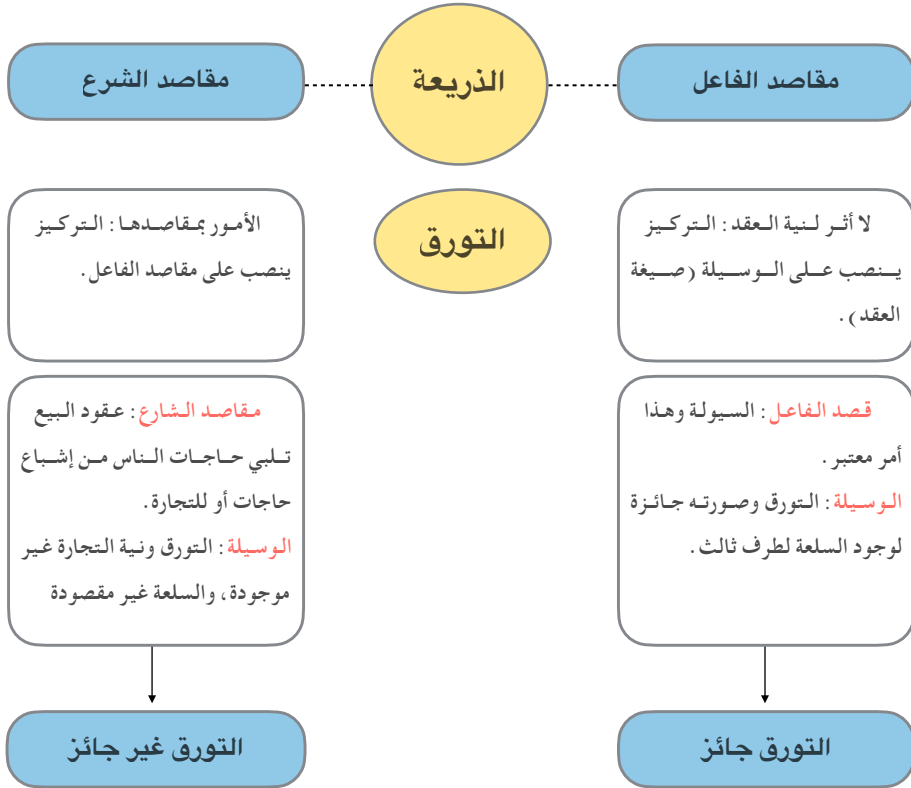 مقاصد الفاعل
الذريعة
مقاصد الشرع
التورق
لا أثر لنية العقد: التركيز
ينصب على الوسيلة (صيغة
العقد).
الأمور بمقاصدها: التركيز
ينصب على مقاصد الفاعل.
قصد الفاعل: السيولة وهذا
أمر معتبر.
الوسيلة: التورق وصورته جائزة
لوجود السلعة لطرف ثالث.
مقاصد الشارع: عقود البيع
تلبي حاجات الناس من إشباع
حاجات أو للتجارة.
الوسيلة: التورق ونية التجارة غير
موجودة، والسلعة غير مقصودة
التورق جائز
التورق غير جائز